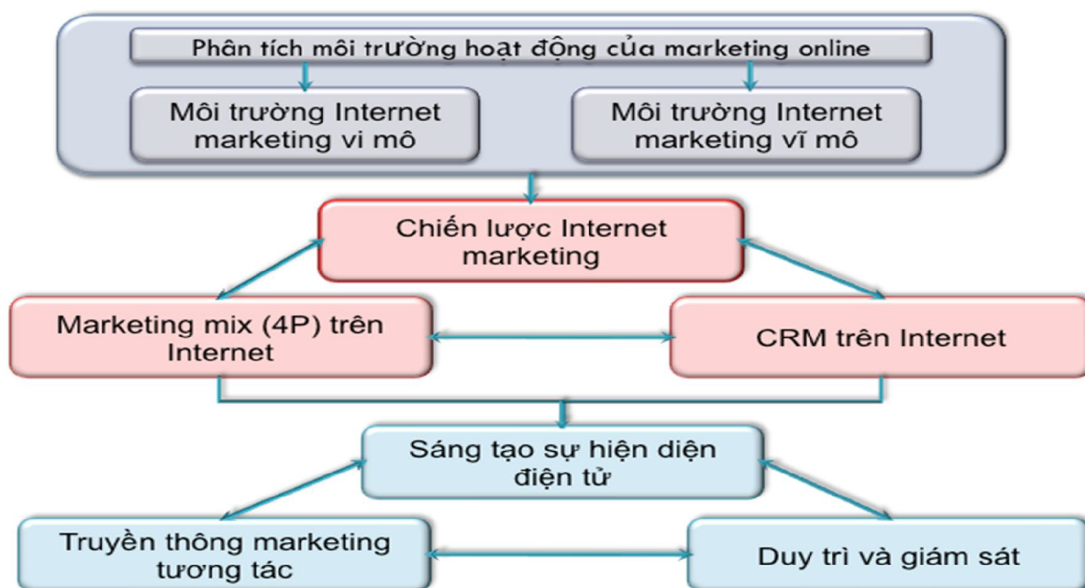 Phân tích môi trường hoạt động của marketing online
Môi trường Internet
marketing vi mô
Môi trường Internet
marketing vĩ mô
Chiến lược Internet
marketing
Marketing mix (4P) trên
Internet
CRM trên Internet
Sáng tạo sự hiện diện
điện tử
Truyền thông marketing
tương tác
Duy trì và giám sát